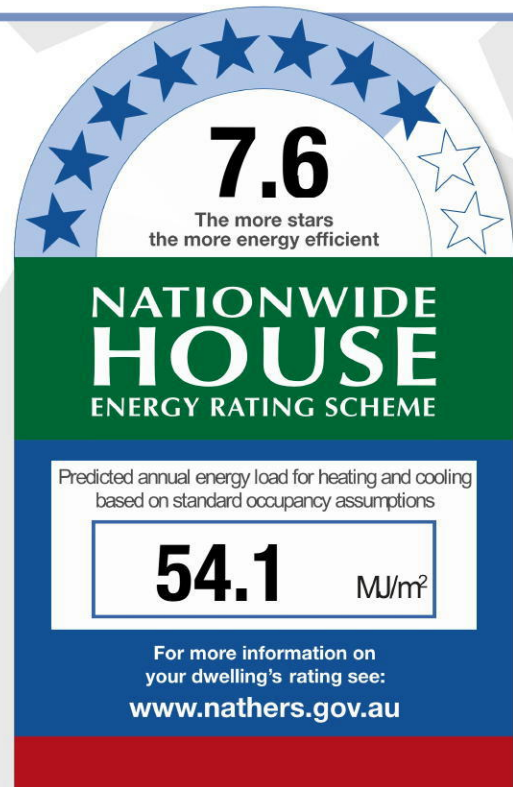 7.6
The more stars
the more energy efficient
NATIONWIDE
HOUSE
ENERGY RATING SCHEME
Predicted annual energy load for heating and cooling
based on standard occupancy assumptions
54.1 MJ/m²
For more information on
your dwelling's rating see:
www.nathers.gov.au